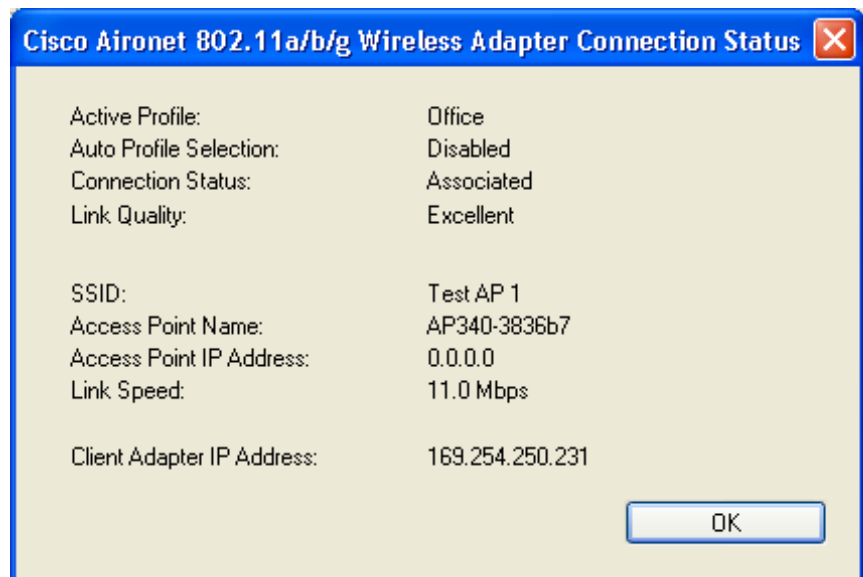 Cisco Aironet 802.11a/b/g Wireless Adapter Connection Status
Active Profile: Office
Auto Profile Selection: Disabled
Connection Status: Associated
Link Quality: Excellent
SSID: Test AP 1
Access Point Name: AP340-3836b7
Access Point IP Address: 0.0.0.0
Link Speed: 11.0 Mbps
Client Adapter IP Address: 169.254.250.231
OK